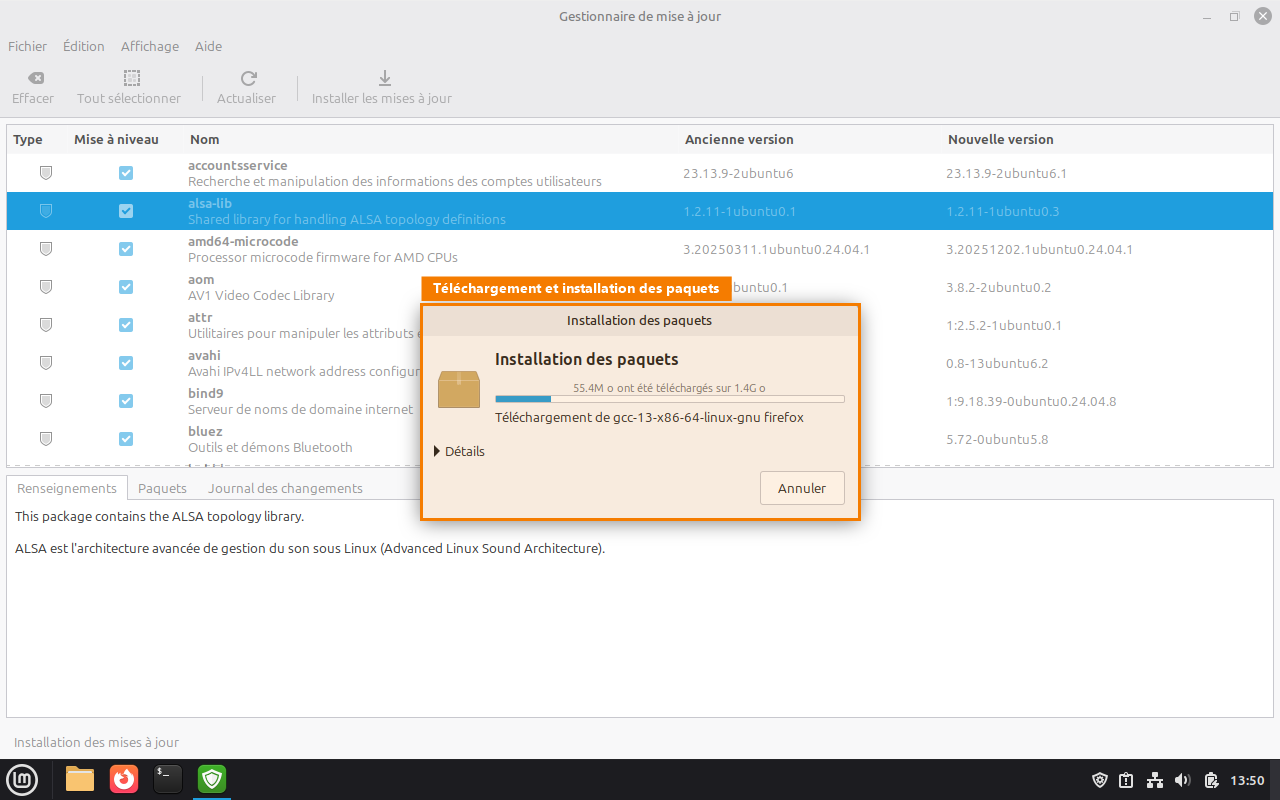 Gestionnaire de mise à jour
Fichier Édition Affichage Aide
Effacer Tout sélectionner Actualiser Installer les mises à jour
Type Mise à niveau Nom Ancienne version Nouvelle version
accountsservice
Recherche et manipulation des informations des comptes utilisateurs 23.13.9-2ubuntu6 23.13.9-2ubuntu6.1
alsa-lib
Shared library for handling ALSA topology definitions 1.2.11-1ubuntu0.1 1.2.11-1ubuntu0.3
amd64-microcode
Processor microcode firmware for AMD CPUs 3.20250311.1ubuntu0.24.04.1 3.20251202.1ubuntu0.24.04.1
aom
AV1 Video Codec Library ubuntu0.1 3.8.2-2ubuntu0.2
attr
Utilitaires pour manipuler les attributs 1:2.5.2-1ubuntu0.1
avahi
Avahi IPv4LL network address 0.8-13ubuntu6.2
bind9
Serveur de noms de domaine internet 1:9.18.39-0ubuntu0.24.04.8
bluez
Outils et démons Bluetooth 5.72-0ubuntu5.8
Téléchargement et installation des paquets
Installation des paquets
Installation des paquets
55.4M o ont été téléchargés sur 1.4G o
Téléchargement de gcc-13-x86-64-linux-gnu firefox
Détails
Annuler
Renseignements Paquets Journal des changements
This package contains the ALSA topology library.
ALSA est l'architecture avancée de gestion du son sous Linux (Advanced Linux Sound Architecture).
Installation des mises à jour
13:50